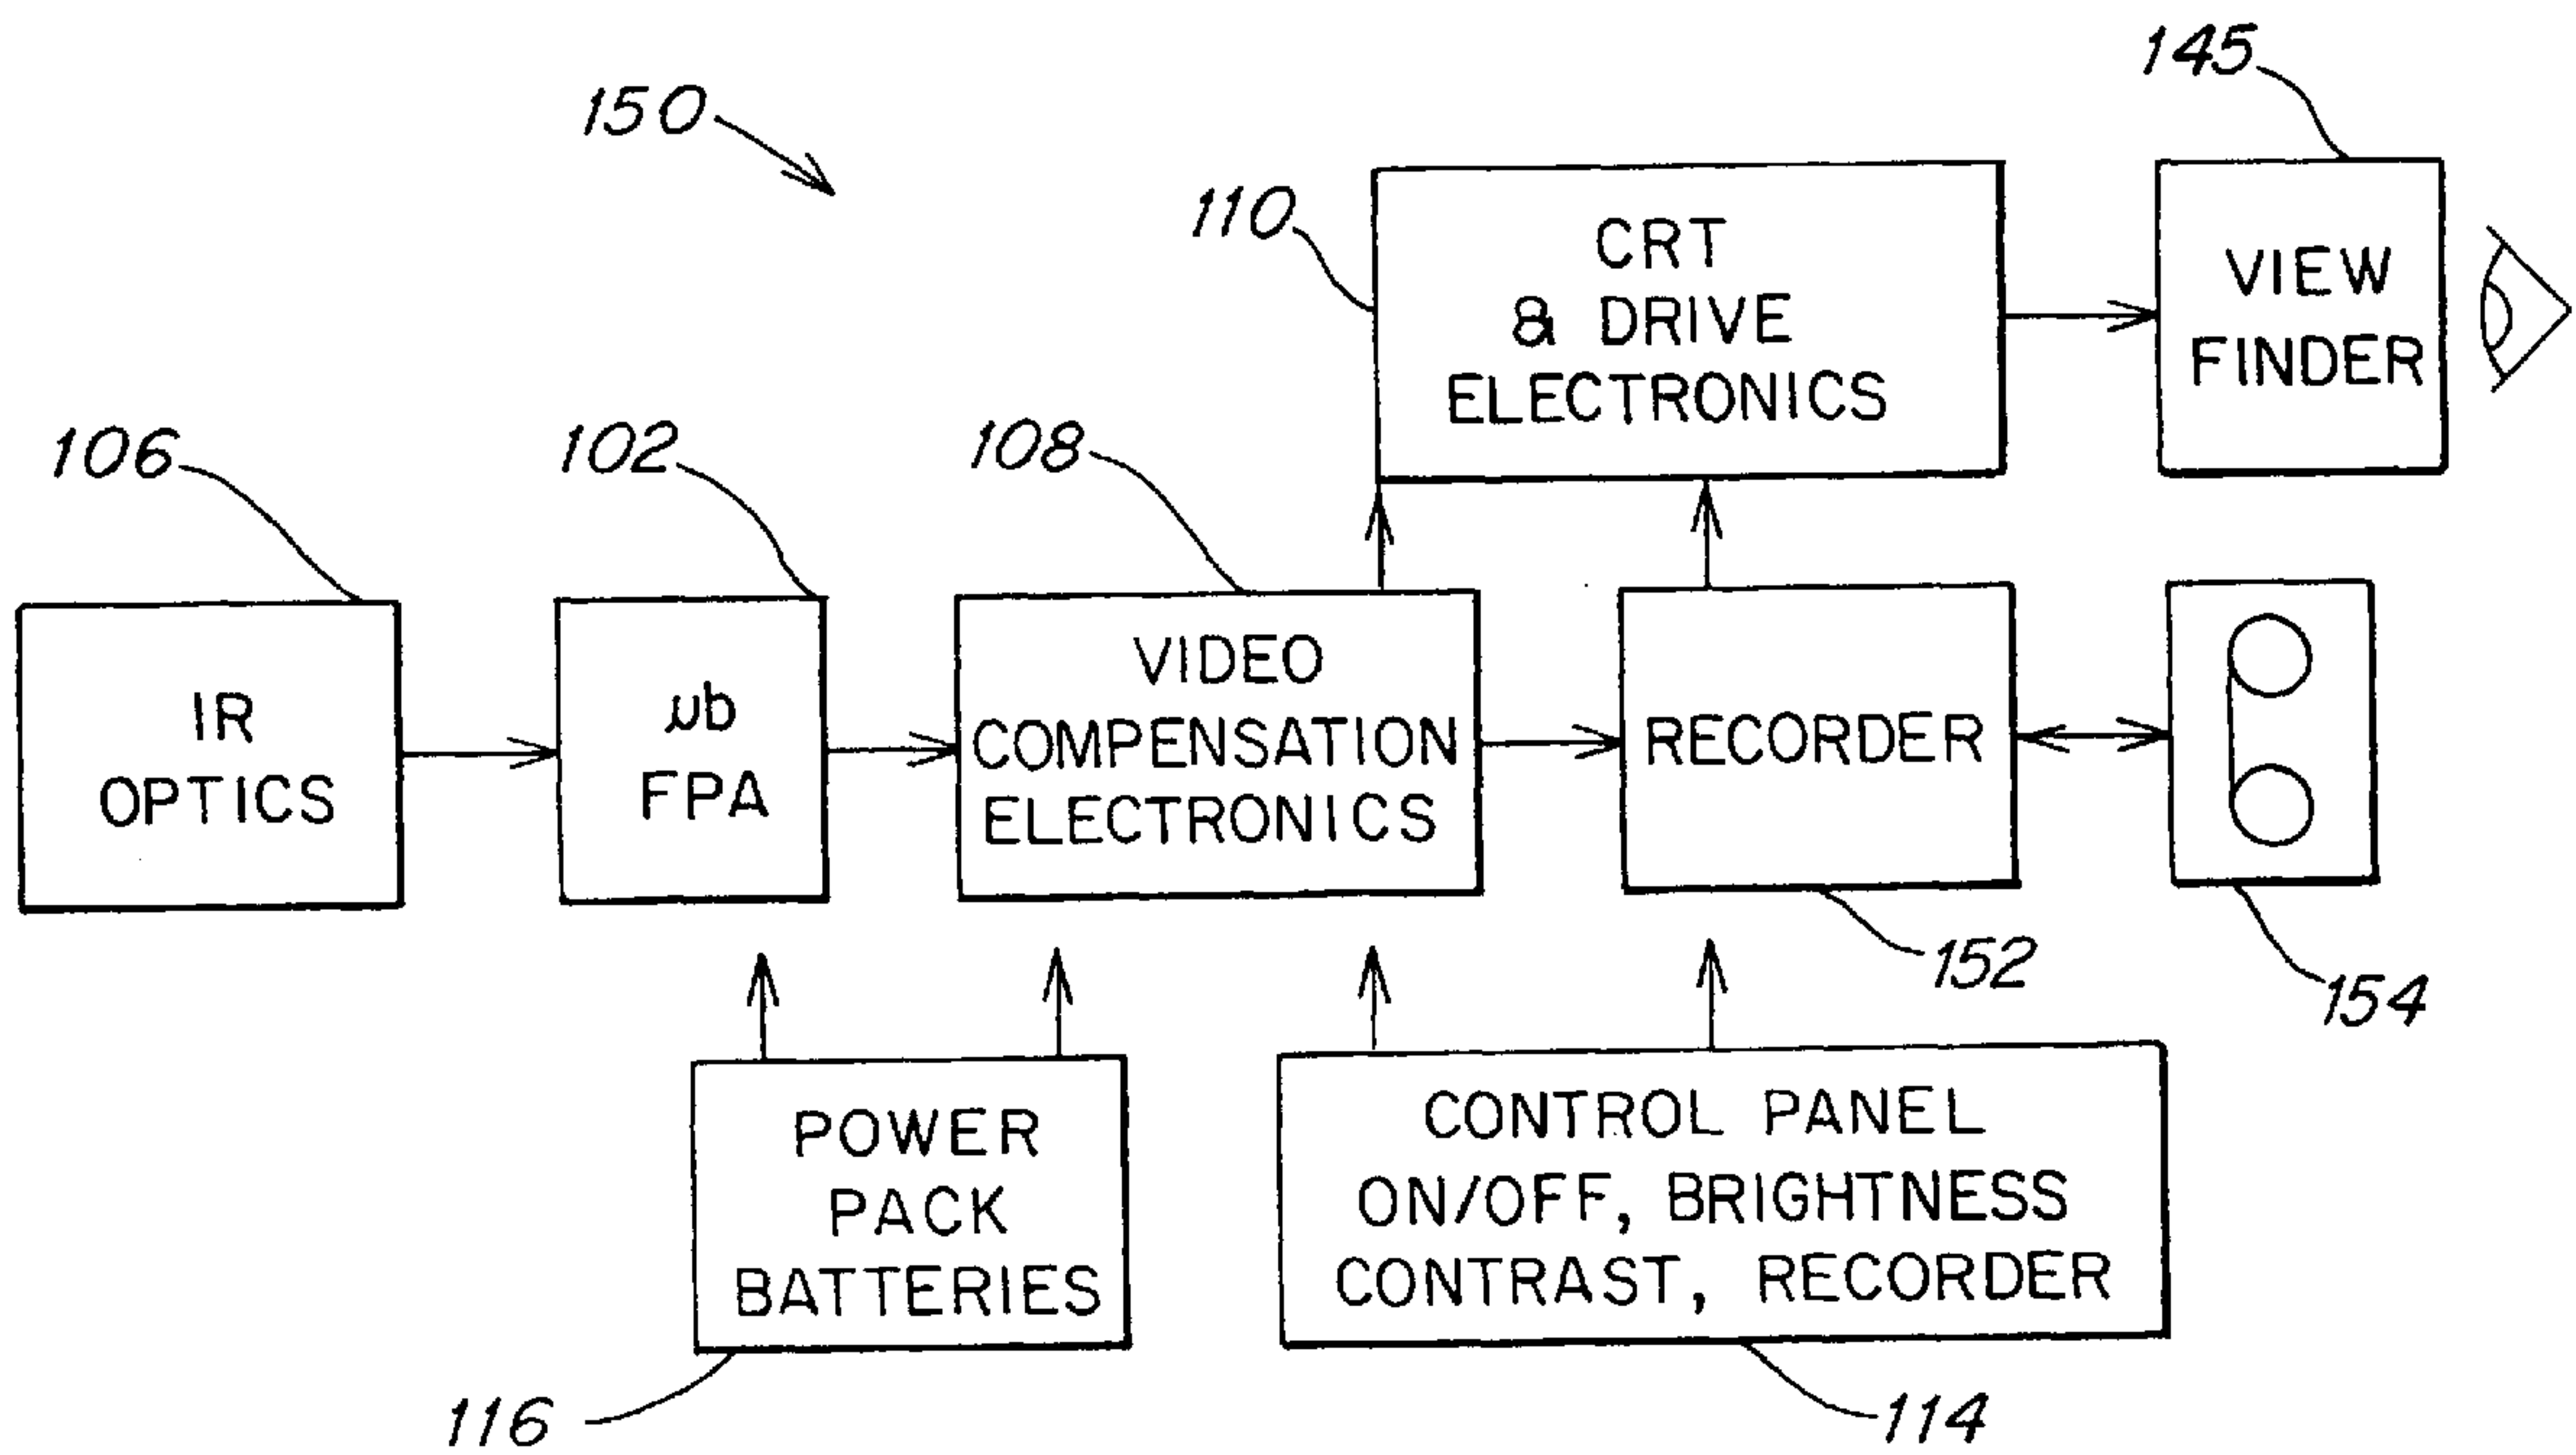 150
145
110
CRT
& DRIVE
ELECTRONICS
VIEW
FINDER
106
102
108
IR
OPTICS
μb
FPA
VIDEO
COMPENSATION
ELECTRONICS
RECORDER
152
154
POWER
PACK
BATTERIES
CONTROL PANEL
ON/OFF, BRIGHTNESS
CONTRAST, RECORDER
116
114